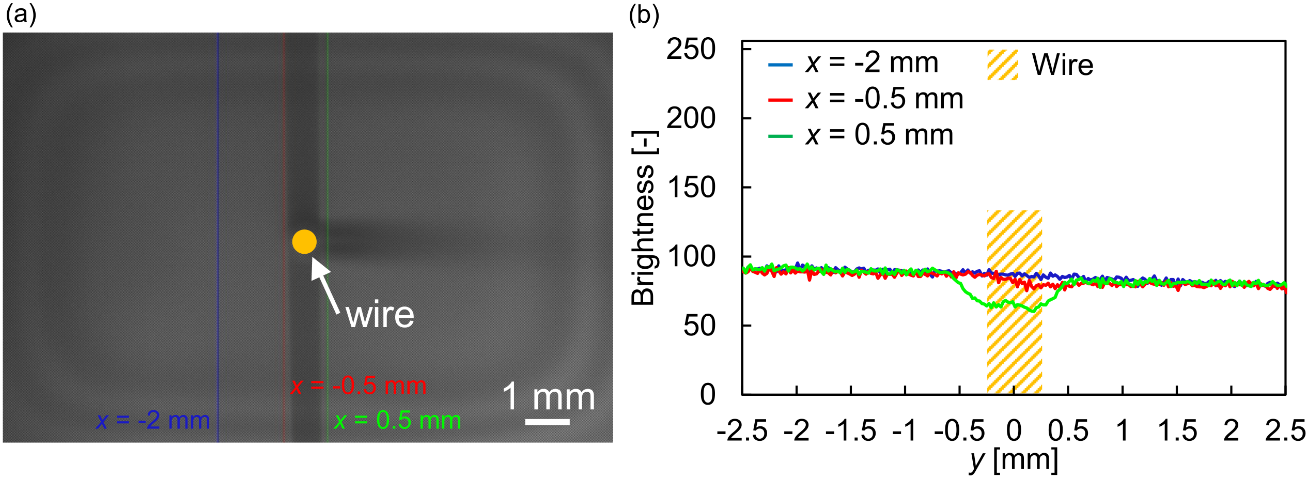 (a)
wire
x = -0.5 mm
x = -2 mm
x = 0.5 mm
1 mm
(b)
Brightness [-]
250
200
150
100
50
0
x = -2 mm
x = -0.5 mm
x = 0.5 mm
Wire
-2.5 -2 -1.5 -1 -0.5 0 0.5 1 1.5 2 2.5
y [mm]